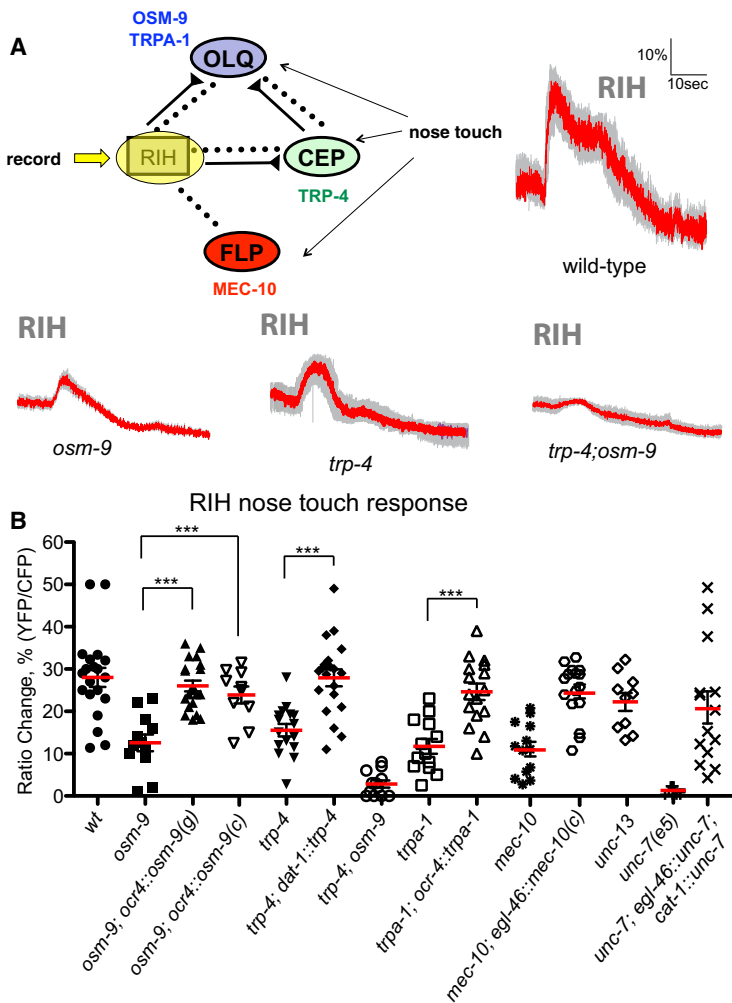 A
OSM-9
TRPA-1
OLQ
record
RIH
CEP
TRP-4
FLP
MEC-10
nose touch
RIH
10%
10sec
wild-type
RIH
osm-9
RIH
trp-4
RIH
trp-4;osm-9
B
RIH nose touch response
Ratio Change, % (YFP/CFP)
60
50
40
30
20
10
0
***
***
***
***
wt
osm-9
osm-9; ocr4::osm-9(g)
osm-9; ocr4::osm-9(c)
trp-4
trp-4; dat-1::trp-4
trp-4; osm-9
trpa-1
trpa-1; ocr-4::trpa-1
mec-10
mec-10; egl-46::mec-10(c)
unc-13
unc-7(e5)
unc-7; egl-46::unc-7;
cat-1::unc-7